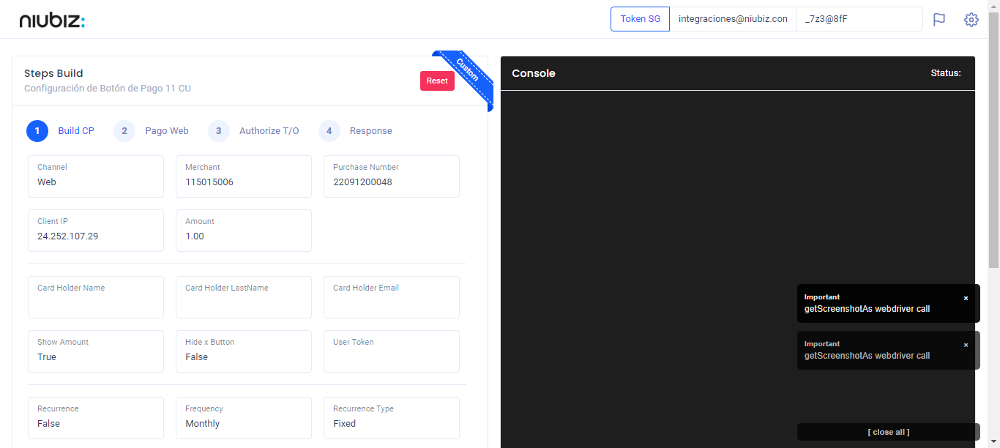 niubiz:
Token SG
integraciones@niubiz.con
_7z3@8fF
Steps Build
Configuración de Botón de Pago 11 CU
Reset
Custom
1 Build CP 2 Pago Web 3 Authorize T/O 4 Response
Channel
Web
Merchant
115015006
Purchase Number
22091200048
Client IP
24.252.107.29
Amount
1.00
Card Holder Name
Card Holder LastName
Card Holder Email
Show Amount
True
Hide x Button
False
User Token
Recurrence
False
Frequency
Monthly
Recurrence Type
Fixed
Console
Status:
Important ×
getScreenshotAs webdriver call
Important ×
getScreenshotAs webdriver call
[ close all ]